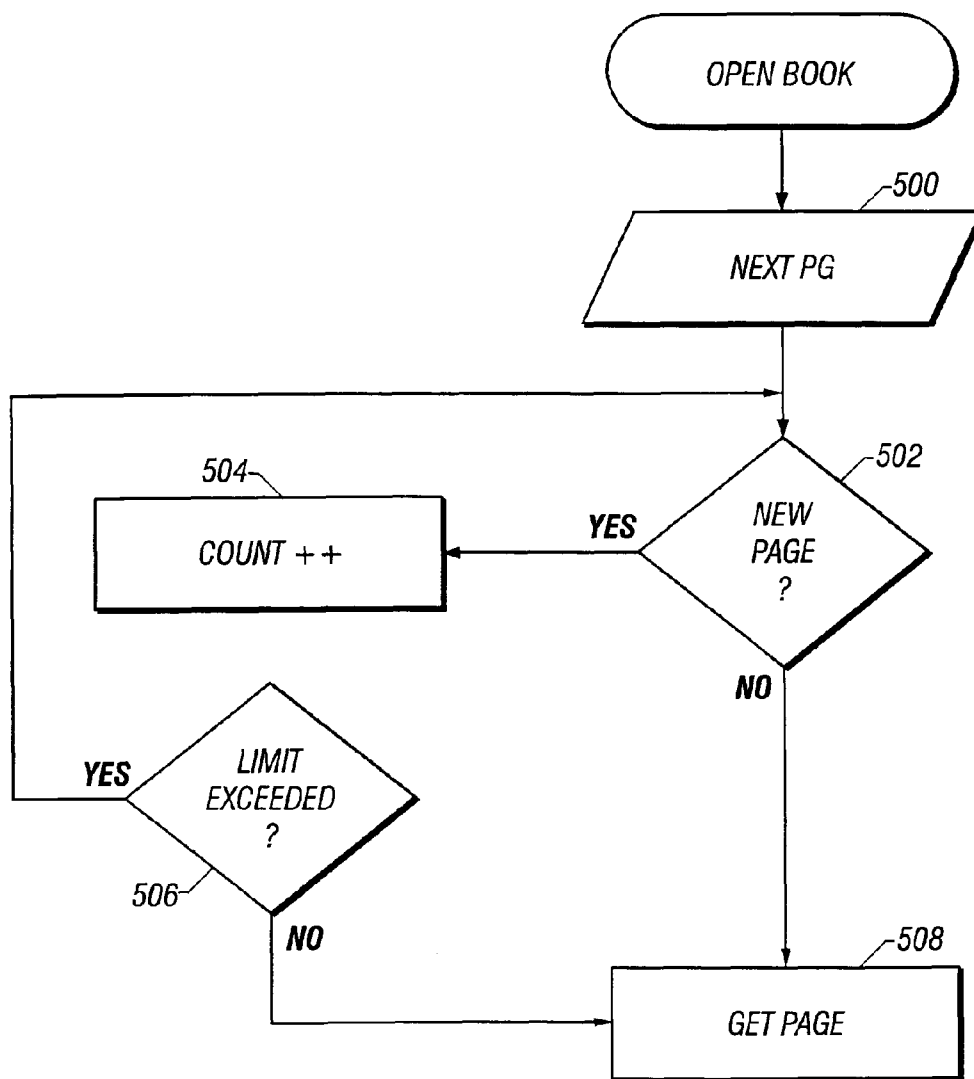 OPEN BOOK
500
NEXT PG
502
NEW
PAGE
?
YES
NO
504
COUNT ++
LIMIT
EXCEEDED
?
YES
506
NO
508
GET PAGE